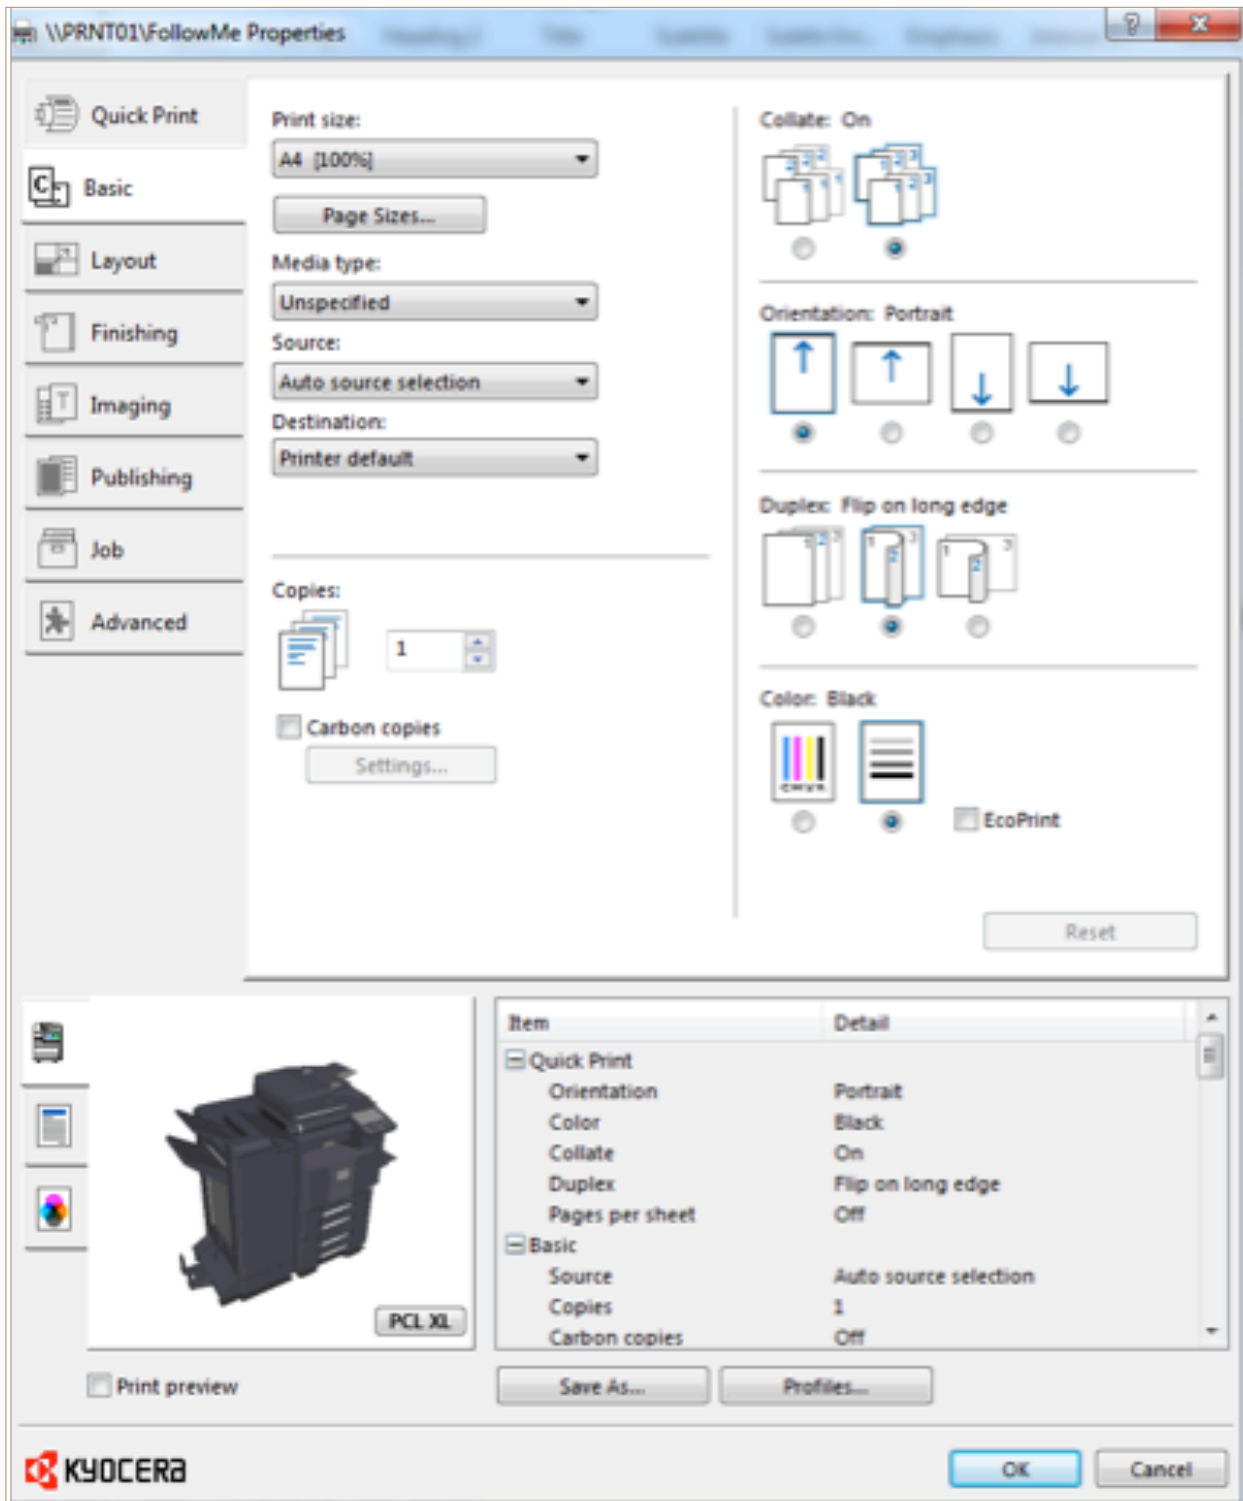 \\PRNT01\FollowMe Properties
Quick Print
Basic
Layout
Finishing
Imaging
Publishing
Job
Advanced
Print size:
A4 [100%]
Page Sizes...
Media type:
Unspecified
Source:
Auto source selection
Destination:
Printer default
Copies:
1
Carbon copies
Settings...
Collate: On
Orientation: Portrait
Duplex: Flip on long edge
Color: Black
EcoPrint
Reset
PCL XL
Print preview
Item Detail
Quick Print
Orientation Portrait
Color Black
Collate On
Duplex Flip on long edge
Pages per sheet Off
Basic
Source Auto source selection
Copies 1
Carbon copies Off
Save As... Profiles...
KYOCERA
OK Cancel